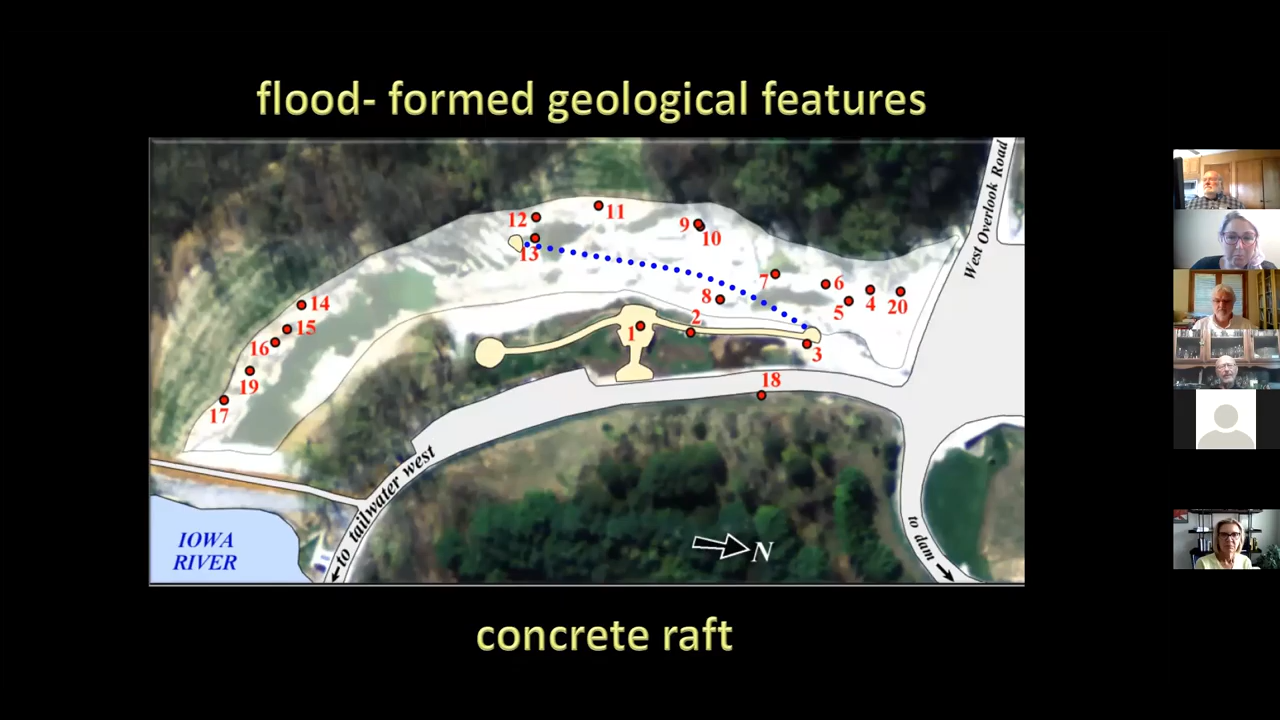 flood- formed geological features
West Overlook Road
12
11
9
10
13
7
6
14
8
5
4
20
15
2
1
16
3
19
18
17
to tailwater west
IOWA
RIVER
N
to dam
concrete raft